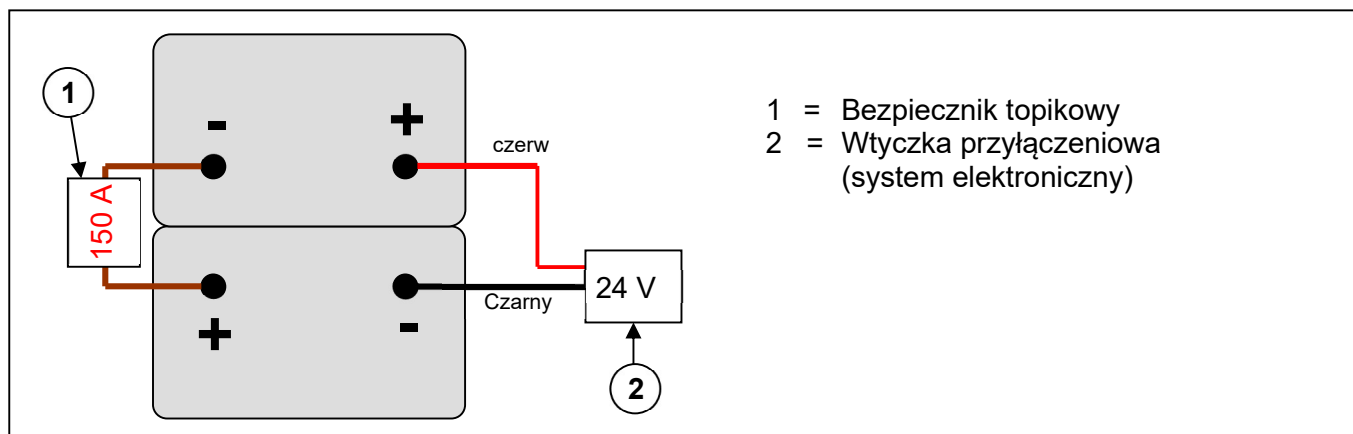 1
- +
czerw
150 A
24 V
Czarny
+ -
2
1 = Bezpiecznik topikowy
2 = Wtyczka przyłączeniowa
(system elektroniczny)